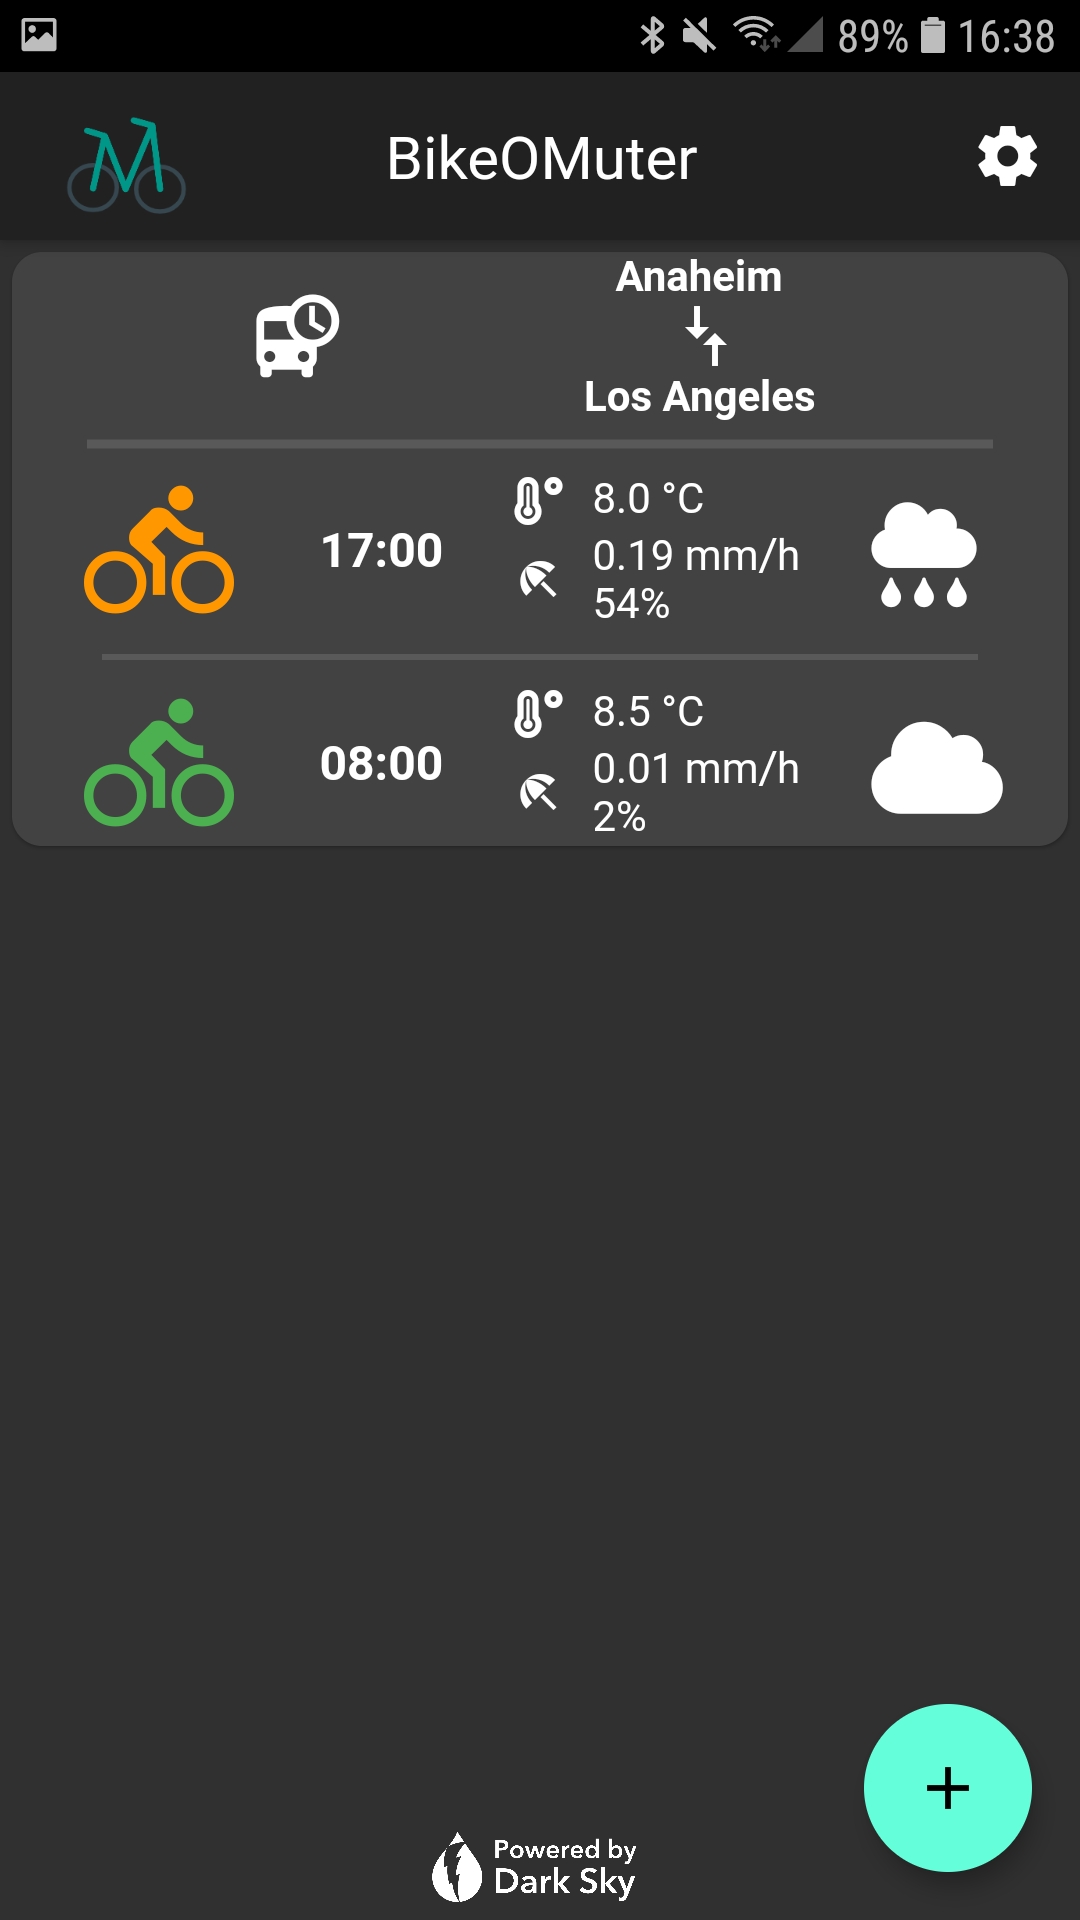 89% 16:38
BikeOMuter
Anaheim
Los Angeles
17:00
8.0 °C
0.19 mm/h
54%
08:00
8.5 °C
0.01 mm/h
2%
+
Powered by
Dark Sky